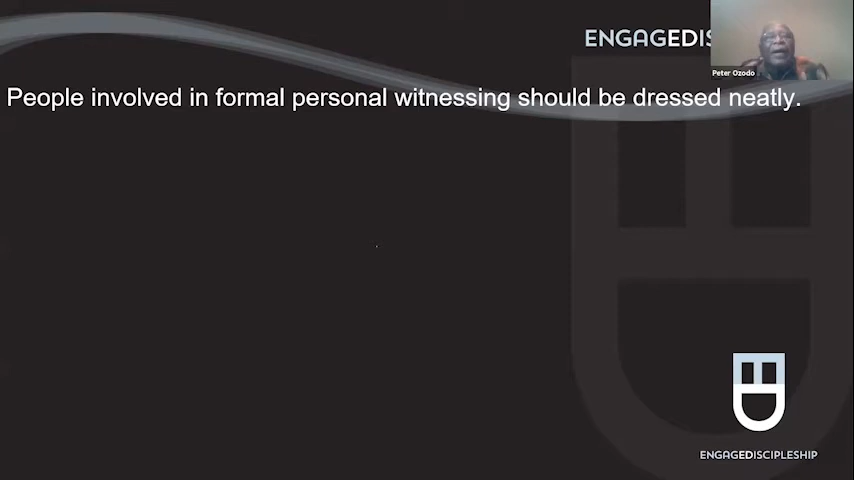 ENGAGEDIS
Peter Ozodo
People involved in formal personal witnessing should be dressed neatly.
ENGAGEDISCIPLESHIP